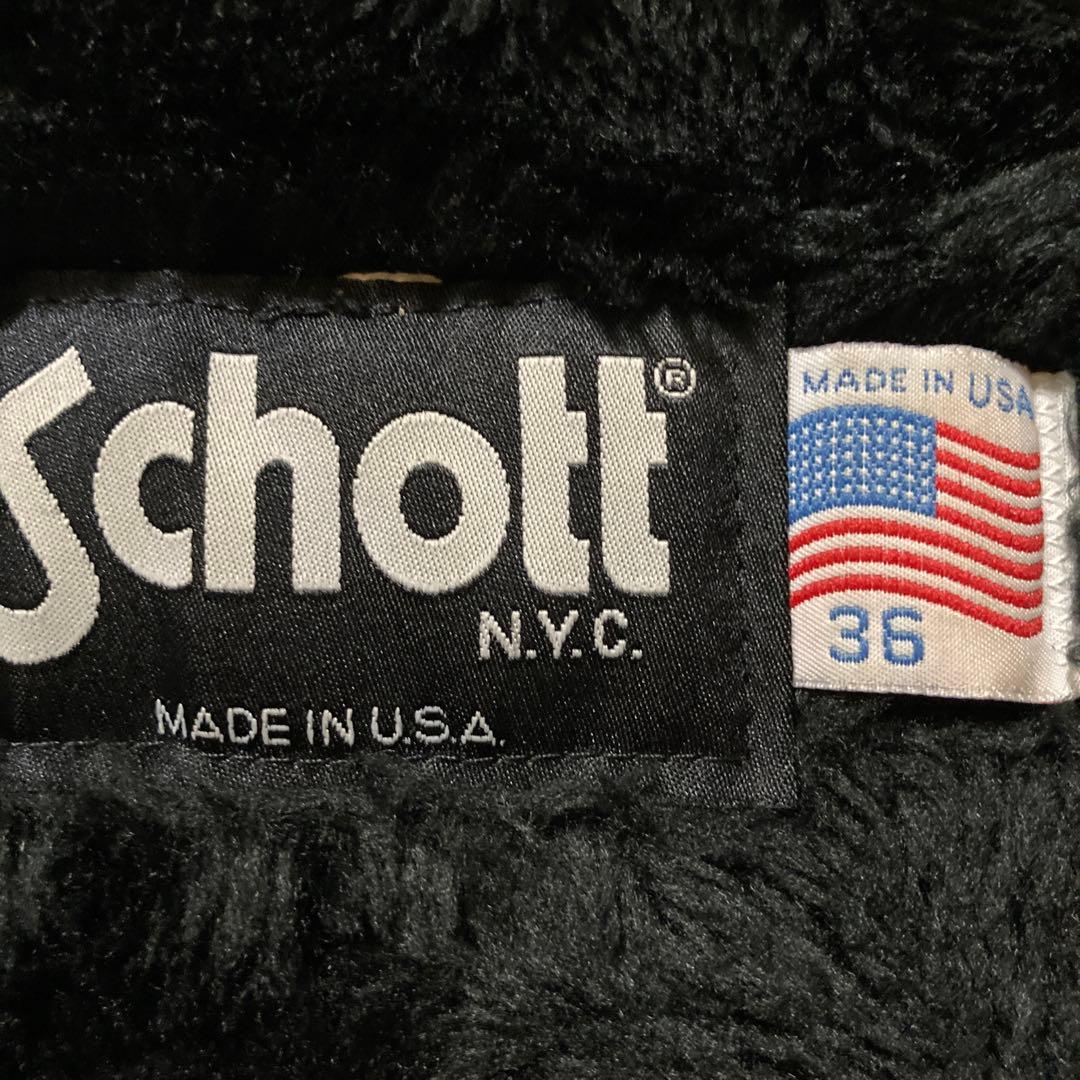 Schott®
N.Y.C.
MADE IN U.S.A.
MADE IN USA
36